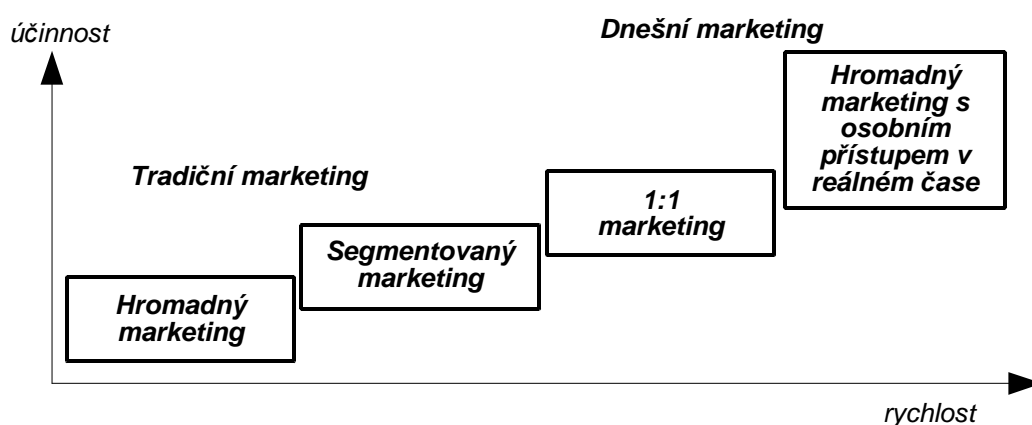 účinnost
Dnešní marketing
Hromadný
marketing s
osobním
přístupem v
reálném čase
Tradiční marketing
1:1
marketing
Segmentovaný
marketing
Hromadný
marketing
rychlost